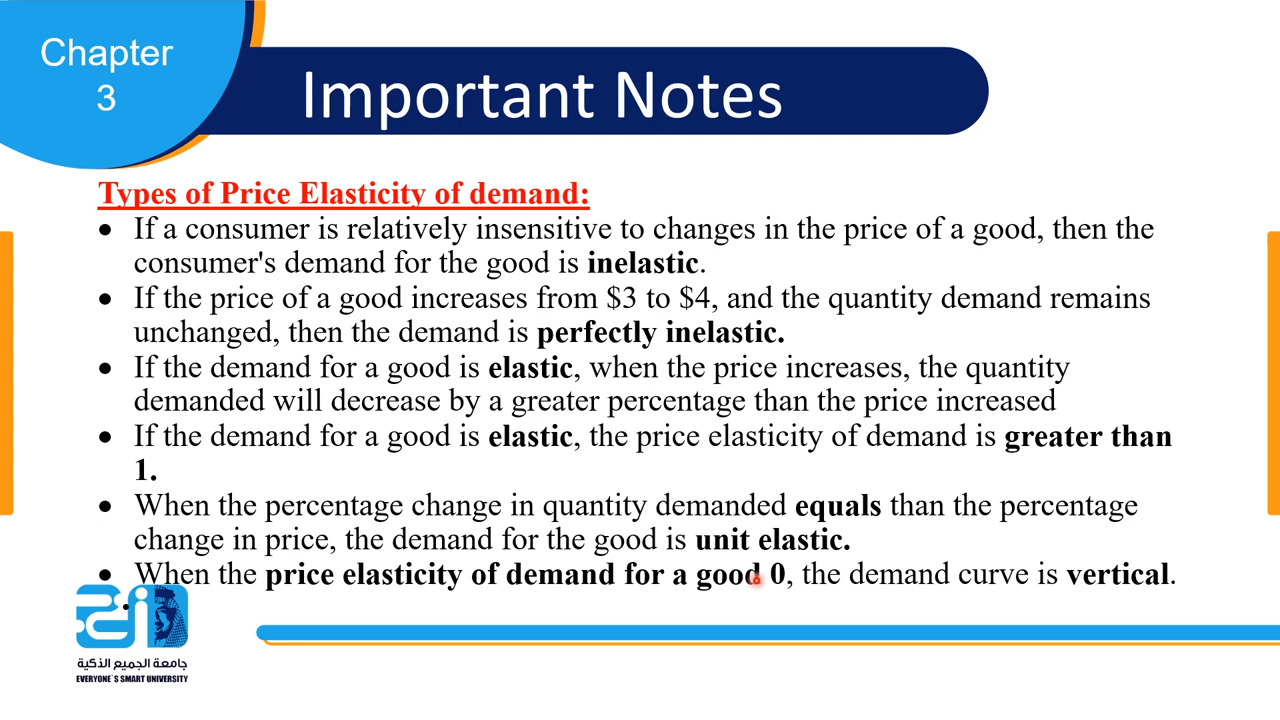 Chapter
3
Important Notes
Types of Price Elasticity of demand:
• If a consumer is relatively insensitive to changes in the price of a good, then the
consumer's demand for the good is inelastic.
• If the price of a good increases from $3 to $4, and the quantity demand remains
unchanged, then the demand is perfectly inelastic.
• If the demand for a good is elastic, when the price increases, the quantity
demanded will decrease by a greater percentage than the price increased
• If the demand for a good is elastic, the price elasticity of demand is greater than
1.
• When the percentage change in quantity demanded equals than the percentage
change in price, the demand for the good is unit elastic.
• When the price elasticity of demand for a good 0, the demand curve is vertical.
•
جامعة الجميع الذكية
EVERYONE`S SMART UNIVERSITY